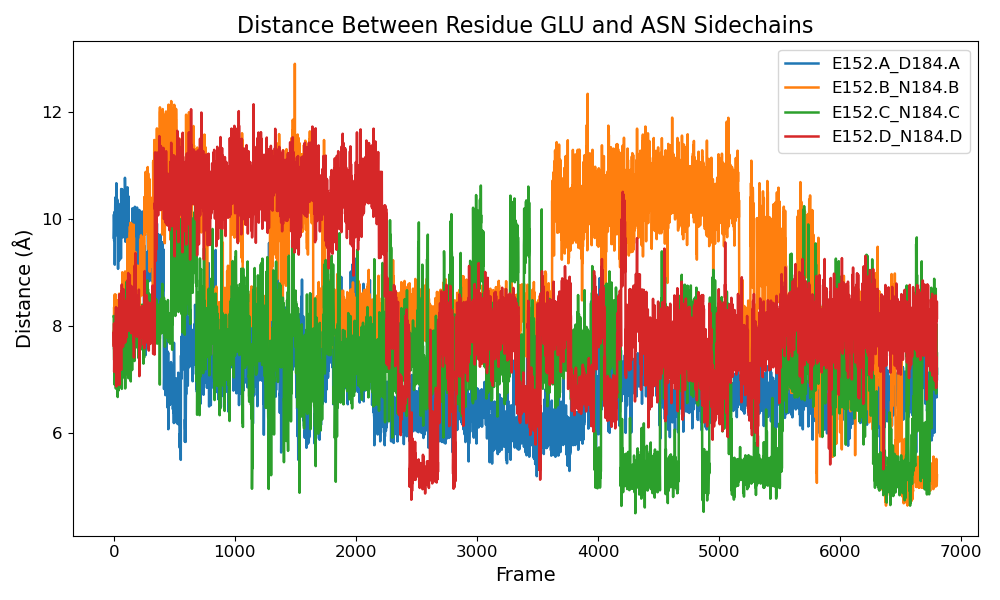 Distance Between Residue GLU and ASN Sidechains
E152.A_D184.A
E152.B_N184.B
E152.C_N184.C
E152.D_N184.D
Distance (Å)
12
10
8
6
0 1000 2000 3000 4000 5000 6000 7000
Frame